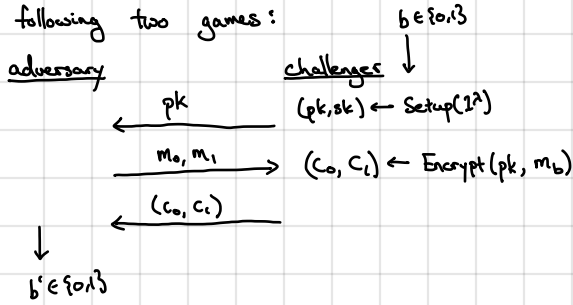 following two games:
b ∈ {0,1}
adversary challenger
pk (pk, sk) ← Setup(1^λ)
m₀, m₁ (C₀, C₁) ← Encrypt(pk, m_b)
(C₀, C₁)
b' ∈ {0,1}